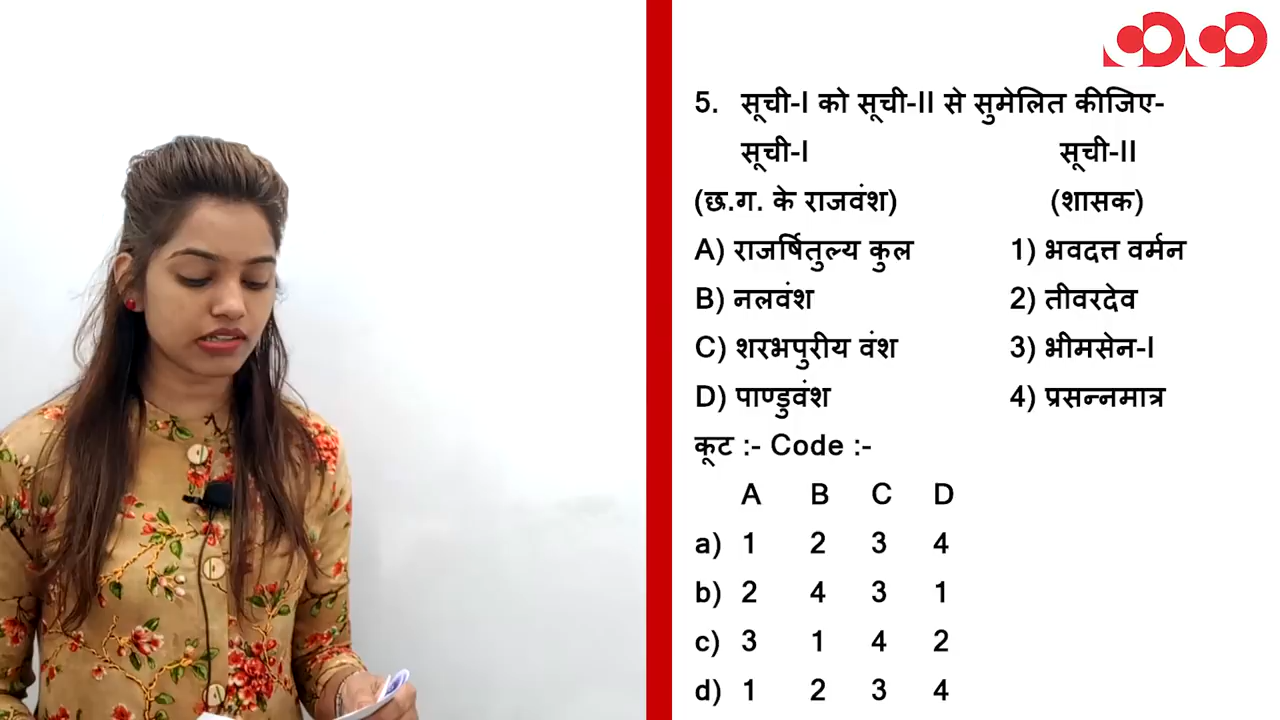 5. सूची-I को सूची-II से सुमेलित कीजिए-
सूची-I सूची-II
(छ.ग. के राजवंश) (शासक)
A) राजर्षितुल्य कुल 1) भवदत्त वर्मन
B) नलवंश 2) तीवरदेव
C) शरभपुरीय वंश 3) भीमसेन-I
D) पाण्डुवंश 4) प्रसन्नमात्र
कूट :- Code :-
A B C D
a) 1 2 3 4
b) 2 4 3 1
c) 3 1 4 2
d) 1 2 3 4